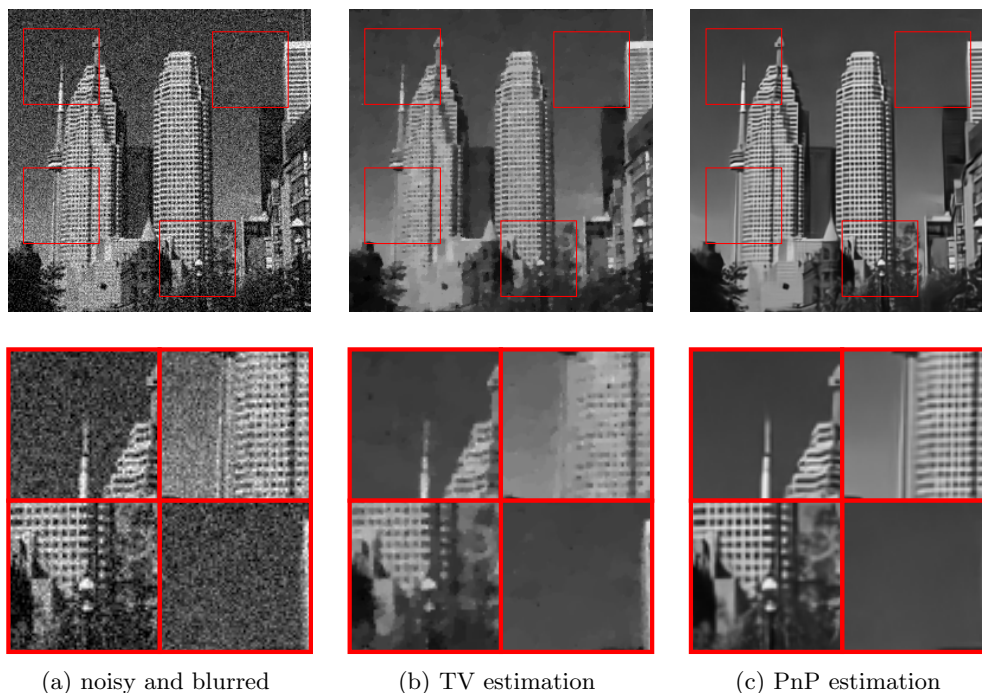 (a) noisy and blurred
(b) TV estimation
(c) PnP estimation